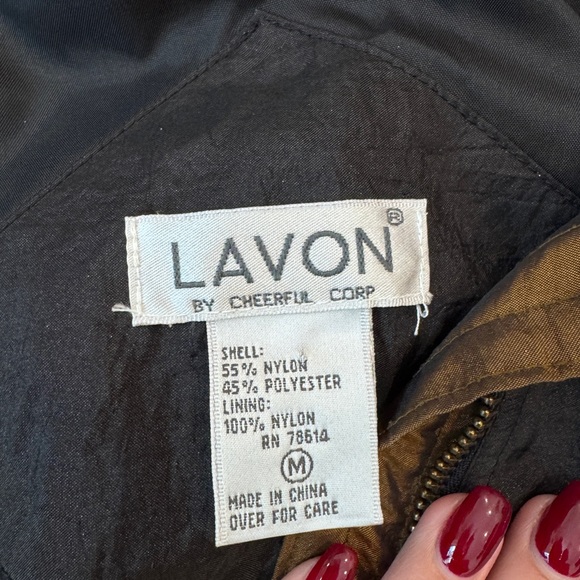 LAVON®
BY CHEERFUL CORP
SHELL:
55% NYLON
45% POLYESTER
LINING:
100% NYLON
RN 78614
M
MADE IN CHINA
OVER FOR CARE